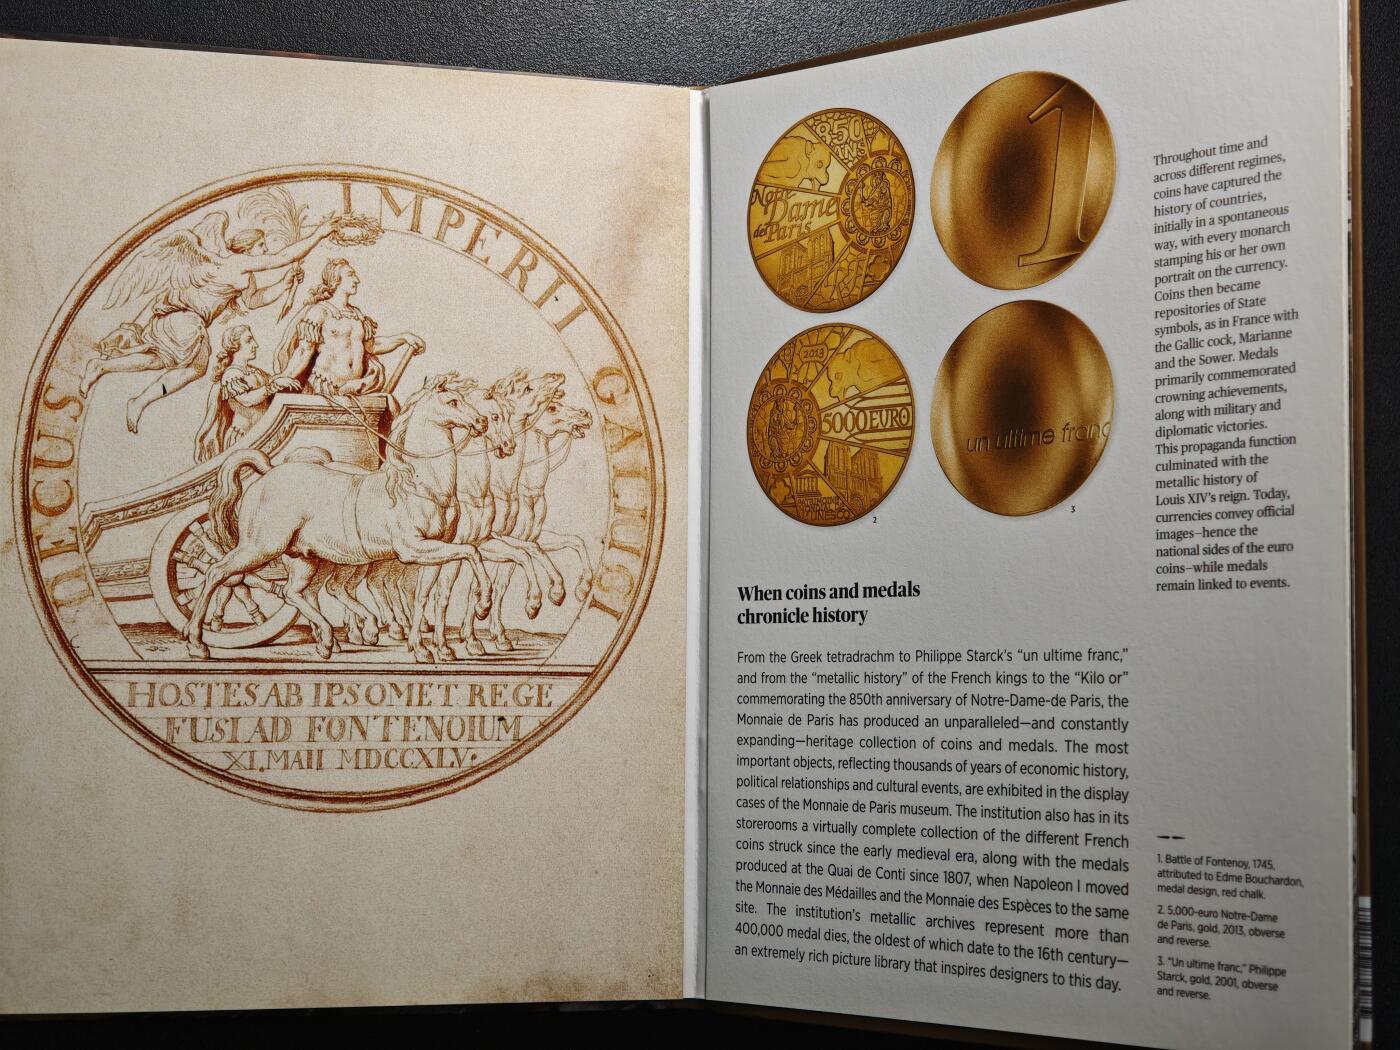 DECUS IMPERII GALLICI
HOSTES AB IPSOMET REGE
FUSI AD FONTENOIUM
XI.MAII MDCCXLV.
850
ANS
Notre
Dame
de Paris
1
2013
5000 EURO
PATRIMOINE
MONDIAL
UNESCO
2
un ultime franc
3
Throughout time and
across different regimes,
coins have captured the
history of countries,
initially in a spontaneous
way, with every monarch
stamping his or her own
portrait on the currency.
Coins then became
repositories of State
symbols, as in France with
the Gallic cock, Marianne
and the Sower. Medals
primarily commemorated
crowning achievements,
along with military and
diplomatic victories.
This propaganda function
culminated with the
metallic history of
Louis XIV's reign. Today,
currencies convey official
images—hence the
national sides of the euro
coins—while medals
remain linked to events.
When coins and medals
chronicle history
From the Greek tetradrachm to Philippe Starck's “un ultime franc,”
and from the “metallic history” of the French kings to the “Kilo or”
commemorating the 850th anniversary of Notre-Dame-de Paris, the
Monnaie de Paris has produced an unparalleled—and constantly
expanding—heritage collection of coins and medals. The most
important objects, reflecting thousands of years of economic history,
political relationships and cultural events, are exhibited in the display
cases of the Monnaie de Paris museum. The institution also has in its
storerooms a virtually complete collection of the different French
coins struck since the early medieval era, along with the medals
produced at the Quai de Conti since 1807, when Napoleon I moved
the Monnaie des Médailles and the Monnaie des Espèces to the same
site. The institution's metallic archives represent more than
400,000 medal dies, the oldest of which date to the 16th century—
an extremely rich picture library that inspires designers to this day.
1. Battle of Fontenoy, 1745,
attributed to Edme Bouchardon,
medal design, red chalk.
2. 5,000-euro Notre-Dame
de Paris, gold, 2013, obverse
and reverse.
3. “Un ultime franc,” Philippe
Starck, gold, 2001, obverse
and reverse.